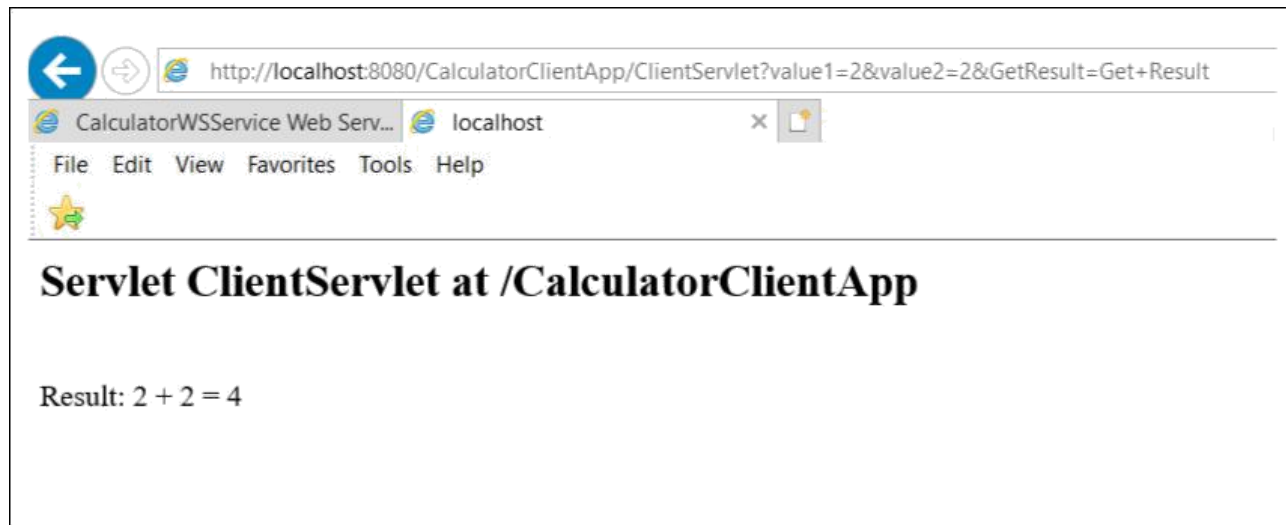 http://localhost:8080/CalculatorClientApp/ClientServlet?value1=2&value2=2&GetResult=Get+Result
CalculatorWSService Web Serv... localhost
File Edit View Favorites Tools Help
Servlet ClientServlet at /CalculatorClientApp
Result: 2 + 2 = 4